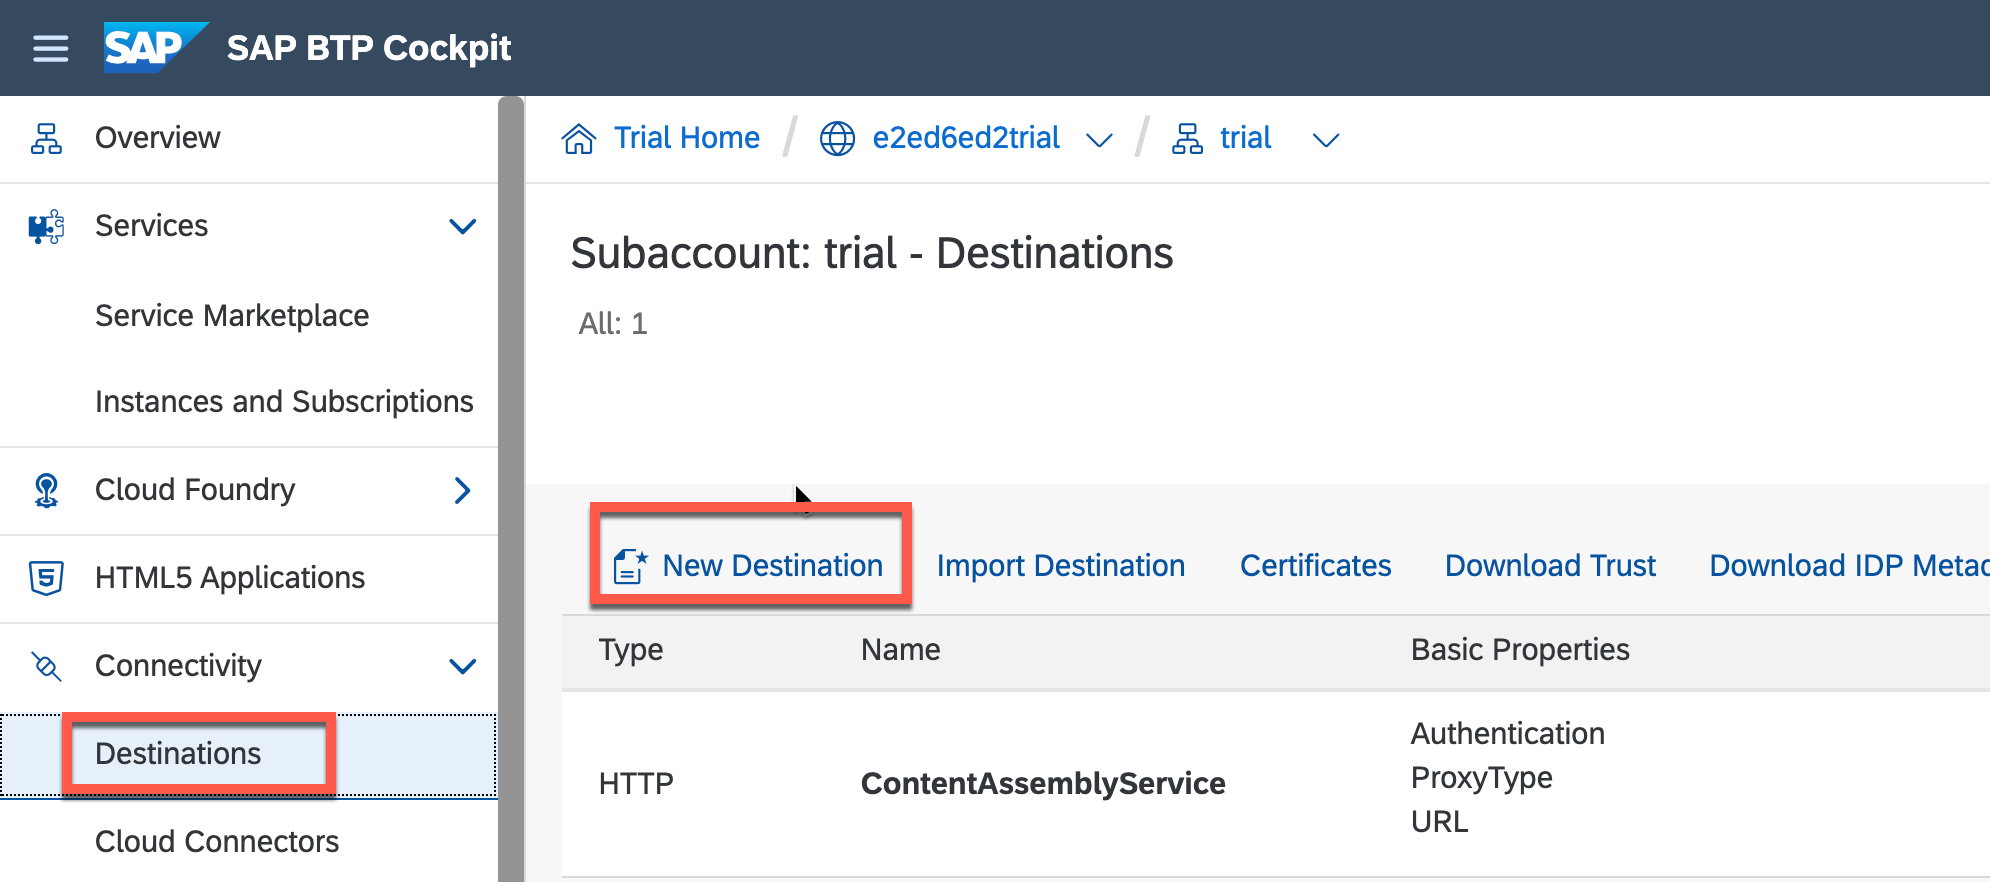 SAP SAP BTP Cockpit
Overview
Services
Service Marketplace
Instances and Subscriptions
Cloud Foundry
HTML5 Applications
Connectivity
Destinations
Cloud Connectors
Trial Home / e2ed6ed2trial / trial
Subaccount: trial - Destinations
All: 1
New Destination Import Destination Certificates Download Trust Download IDP Metad
Type Name Basic Properties
HTTP ContentAssemblyService Authentication
ProxyType
URL